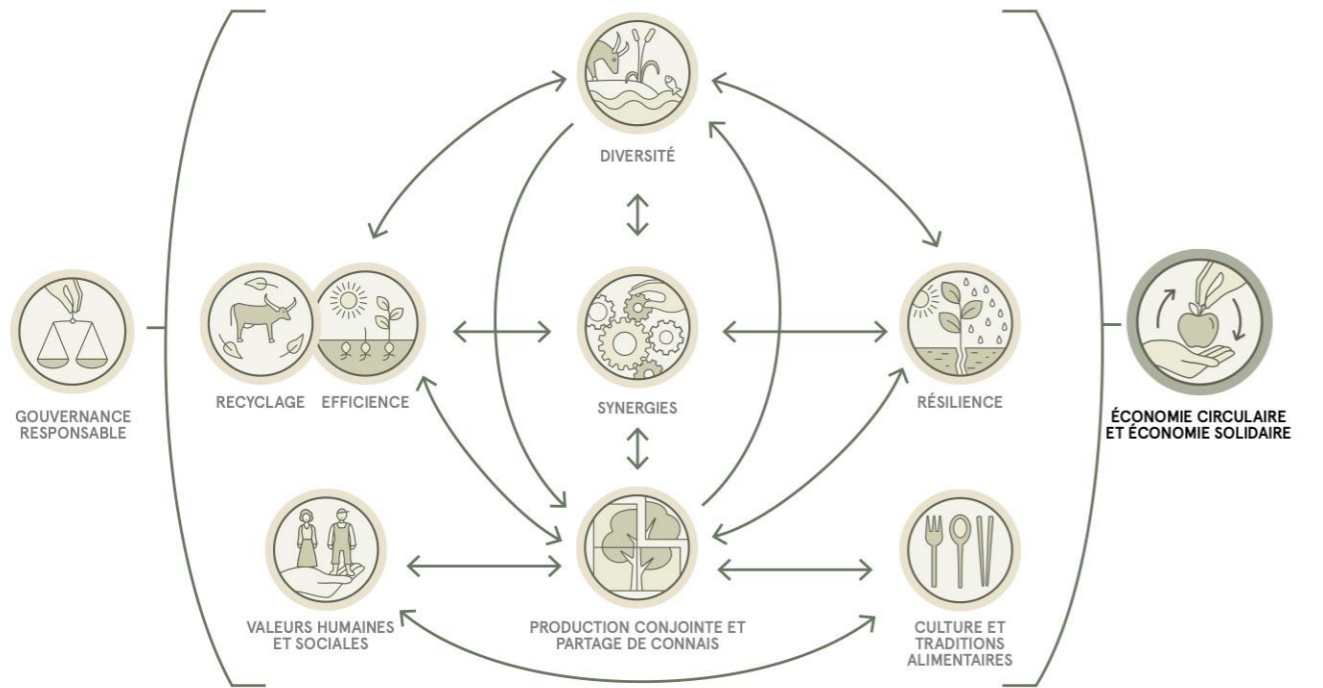 DIVERSITÉ
GOUVERNANCE
RESPONSABLE
RECYCLAGE
EFFICIENCE
SYNERGIES
RÉSILIENCE
ÉCONOMIE CIRCULAIRE
ET ÉCONOMIE SOLIDAIRE
VALEURS HUMAINES
ET SOCIALES
PRODUCTION CONJOINTE ET
PARTAGE DE CONNAIS
CULTURE ET
TRADITIONS
ALIMENTAIRES